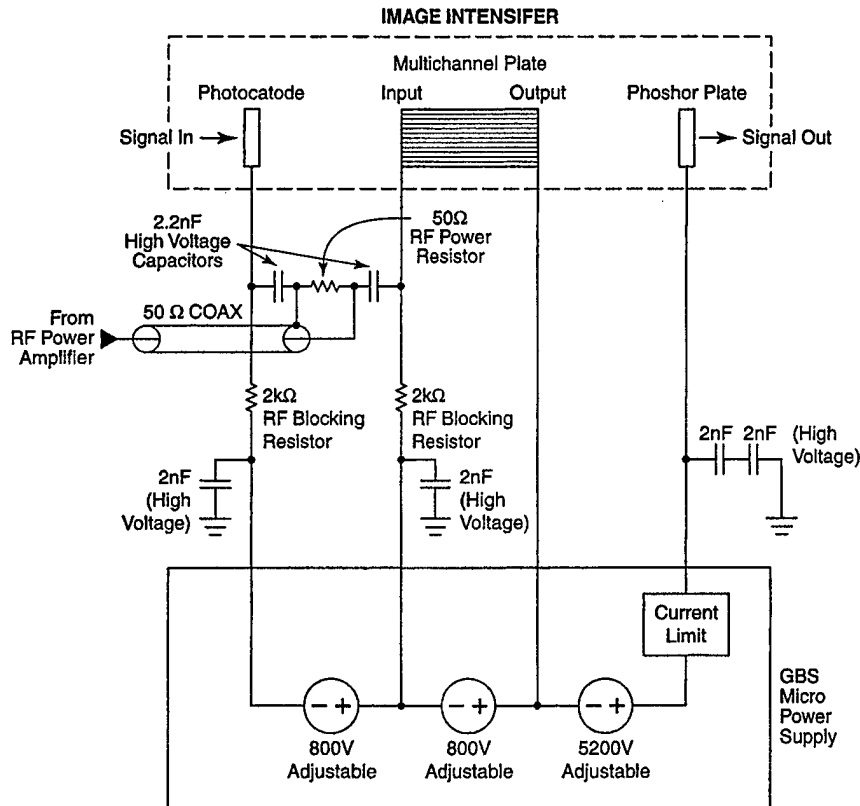 IMAGE INTENSIFER
Multichannel Plate
Photocatode
Input
Output
Phoshor Plate
Signal In
Signal Out
2.2nF
High Voltage
Capacitors
50Ω
RF Power
Resistor
50 Ω COAX
From
RF Power
Amplifier
2kΩ
RF Blocking
Resistor
2kΩ
RF Blocking
Resistor
2nF
(High
Voltage)
2nF
(High
Voltage)
2nF 2nF (High
Voltage)
Current
Limit
GBS
Micro
Power
Supply
- +
- +
- +
800V
Adjustable
800V
Adjustable
5200V
Adjustable